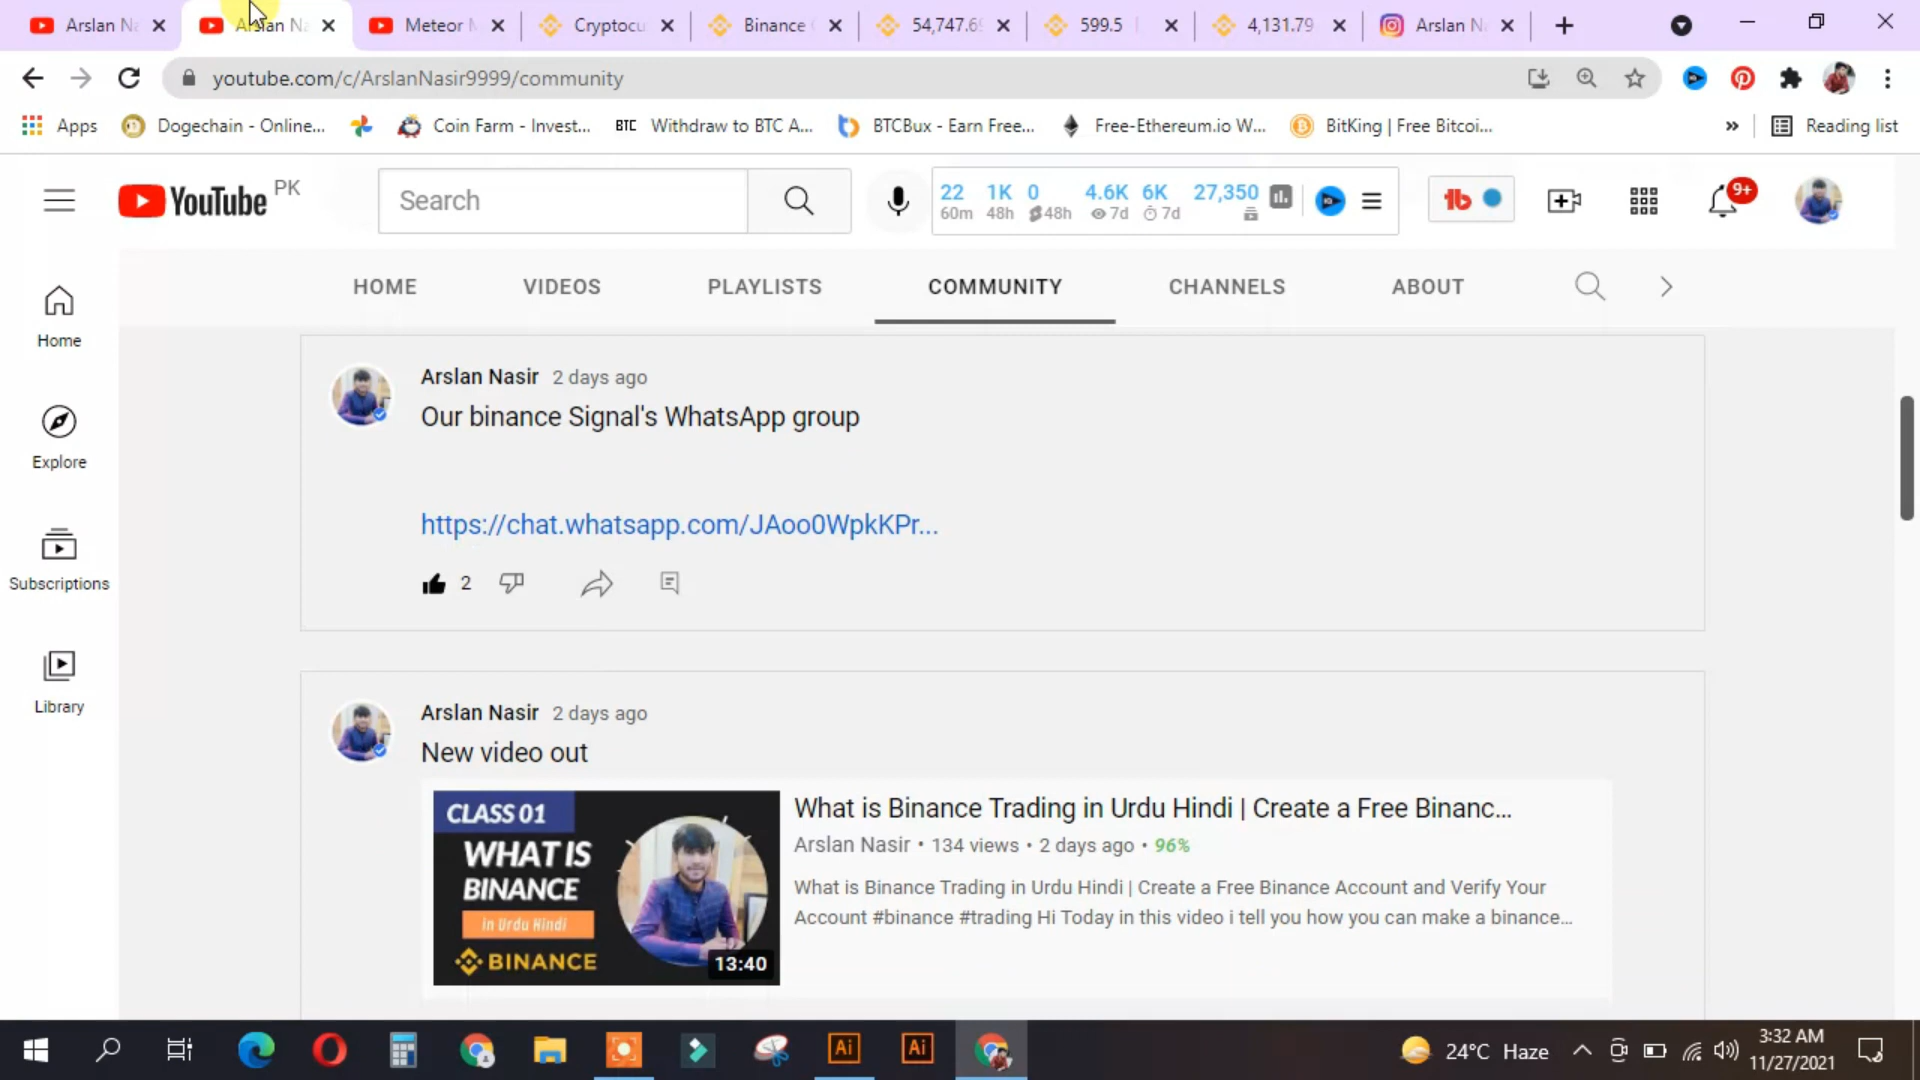 Arslan Na
Arslan Na
Meteor M
Cryptocu
Binance
54,747.69
599.5
4,131.79
Arslan N
youtube.com/c/ArslanNasir9999/community
Apps
Dogechain - Online...
Coin Farm - Invest...
BTC Withdraw to BTC A...
BTCBux - Earn Free...
Free-Ethereum.io W...
BitKing | Free Bitcoi...
»
Reading list
YouTube PK
Search
22 1K 0 4.6K 6K 27,350
60m 48h 48h 7d 7d
tb
9+
HOME VIDEOS PLAYLISTS COMMUNITY CHANNELS ABOUT
Home
Explore
Subscriptions
Library
Arslan Nasir 2 days ago
Our binance Signal's WhatsApp group
https://chat.whatsapp.com/JAoo0WpkKPr...
2
Arslan Nasir 2 days ago
New video out
CLASS 01
WHAT IS
BINANCE
in Urdu Hindi
BINANCE
13:40
What is Binance Trading in Urdu Hindi | Create a Free Binanc...
Arslan Nasir • 134 views • 2 days ago • 96%
What is Binance Trading in Urdu Hindi | Create a Free Binance Account and Verify Your
Account #binance #trading Hi Today in this video i tell you how you can make a binance...
Ai
Ai
24°C Haze
3:32 AM
11/27/2021